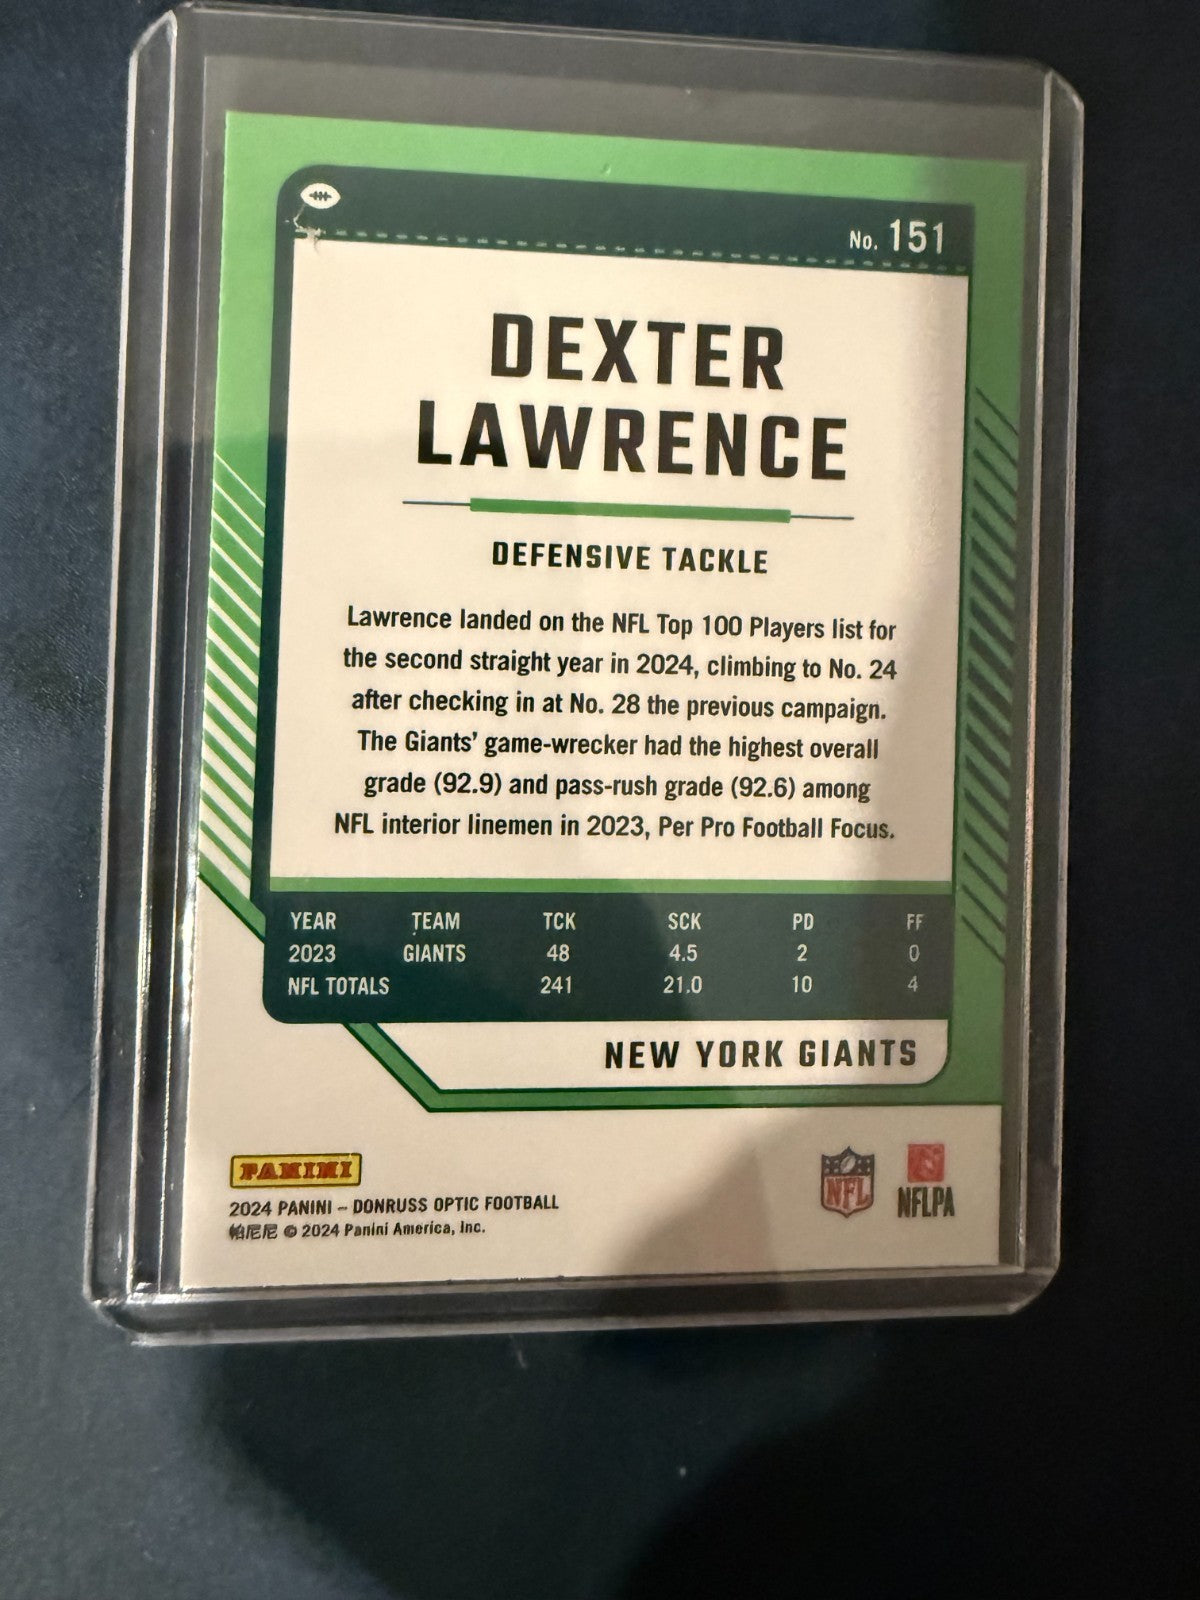 No. 151
DEXTER
LAWRENCE
DEFENSIVE TACKLE
Lawrence landed on the NFL Top 100 Players list for
the second straight year in 2024, climbing to No. 24
after checking in at No. 28 the previous campaign.
The Giants' game-wrecker had the highest overall
grade (92.9) and pass-rush grade (92.6) among
NFL interior linemen in 2023, Per Pro Football Focus.
YEAR TEAM TCK SCK PD FF
2023 GIANTS 48 4.5 2 0
NFL TOTALS 241 21.0 10 4
NEW YORK GIANTS
PANINI
NFL
NFLPA
2024 PANINI – DONRUSS OPTIC FOOTBALL
帕尼尼 © 2024 Panini America, Inc.